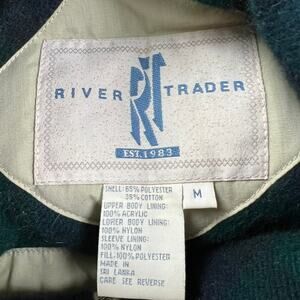 RIVER RT TRADER
EST. 1983
SHELL: 65% POLYESTER
35% COTTON
UPPER BODY LINING:
100% ACRYLIC
LOWER BODY LINING:
100% NYLON
SLEEVE LINING:
100% NYLON
FILL: 100% POLYESTER
MADE IN
SRI LANKA
CARE SEE REVERSE
M